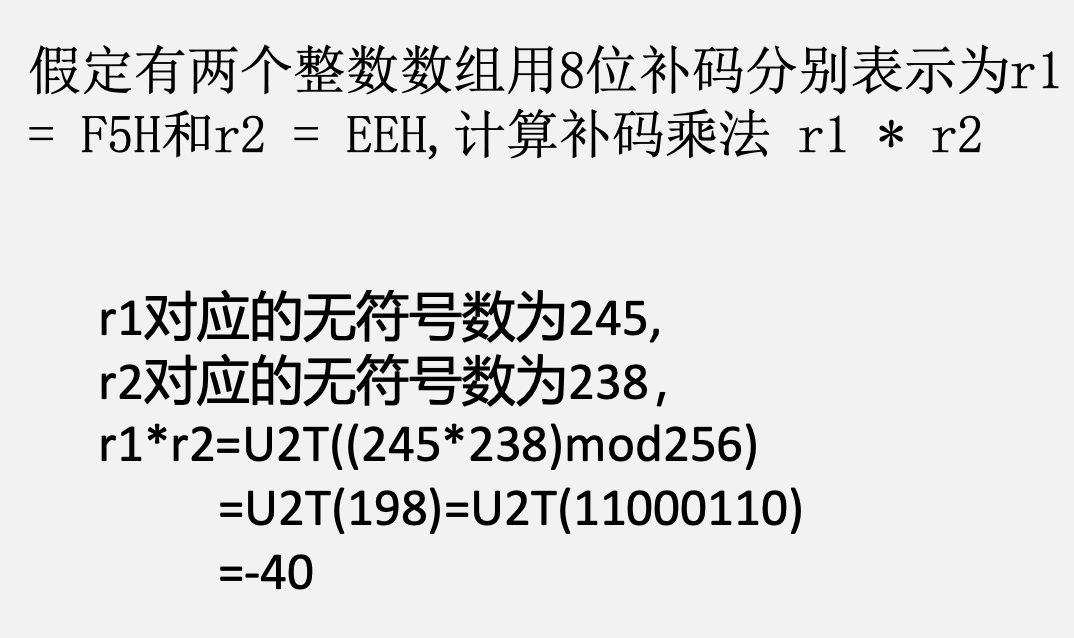 假定有两个整数数组用8位补码分别表示为r1
= F5H和r2 = EEH,计算补码乘法 r1 * r2
r1对应的无符号数为245,
r2对应的无符号数为238,
r1*r2=U2T((245*238)mod256)
=U2T(198)=U2T(11000110)
=-40